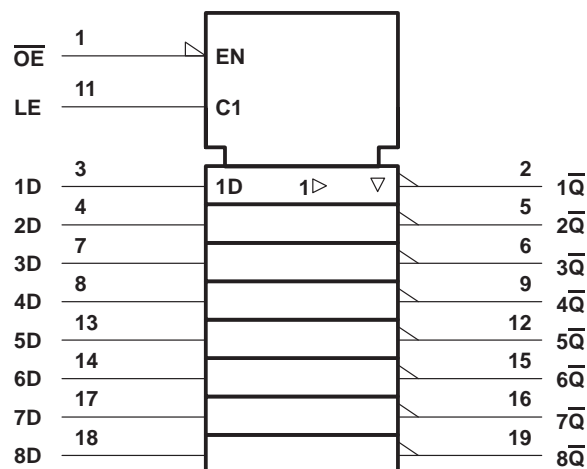 O̅E̅ 1 EN
LE 11 C1
1D 3 1D 1▷ ▽ 2 1Q̅
2D 4 5 2Q̅
3D 7 6 3Q̅
4D 8 9 4Q̅
5D 13 12 5Q̅
6D 14 15 6Q̅
7D 17 16 7Q̅
8D 18 19 8Q̅